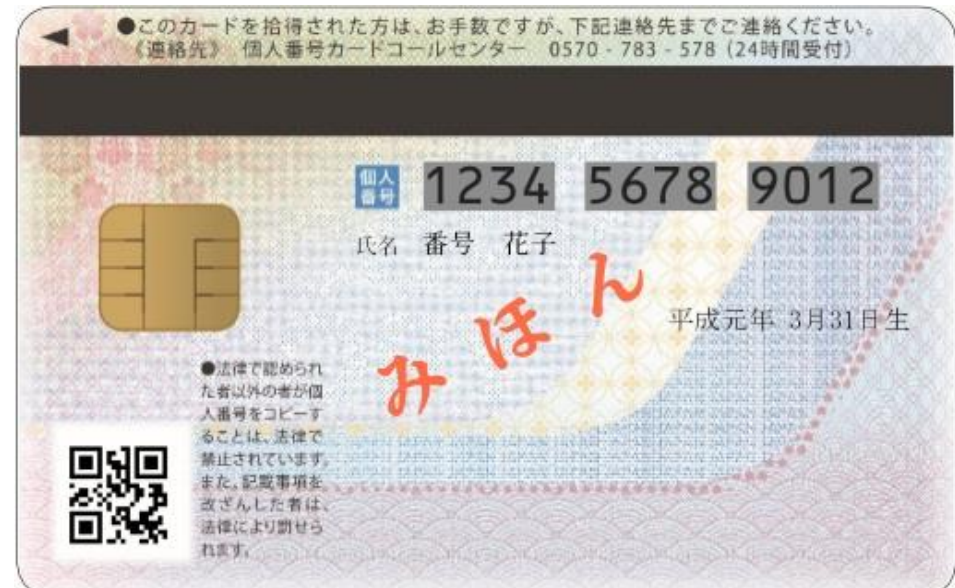 ●このカードを拾得された方は、お手数ですが、下記連絡先までご連絡ください。
《連絡先》 個人番号カードコールセンター 0570-783-578 (24時間受付)
個人番号 1234 5678 9012
氏名 番号 花子
みほん
平成元年 3月31日生
●法律で認められ
た者以外の者が個
人番号をコピーす
ることは、法律で
禁止されています。
また、記載事項を
改ざんした者は、
法律により罰せら
れます。